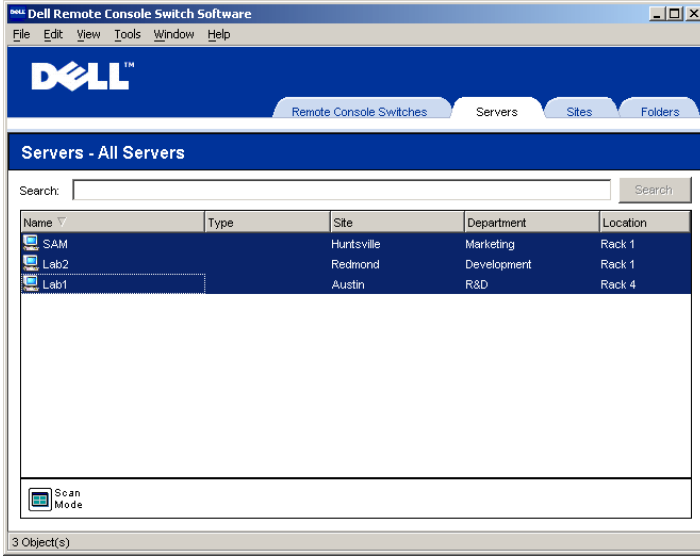 DELL Dell Remote Console Switch Software
File Edit View Tools Window Help
DELL™
Remote Console Switches Servers Sites Folders
Servers - All Servers
Search: Search
Name Type Site Department Location
SAM Huntsville Marketing Rack 1
Lab2 Redmond Development Rack 1
Lab1 Austin R&D Rack 4
Scan
Mode
3 Object(s)